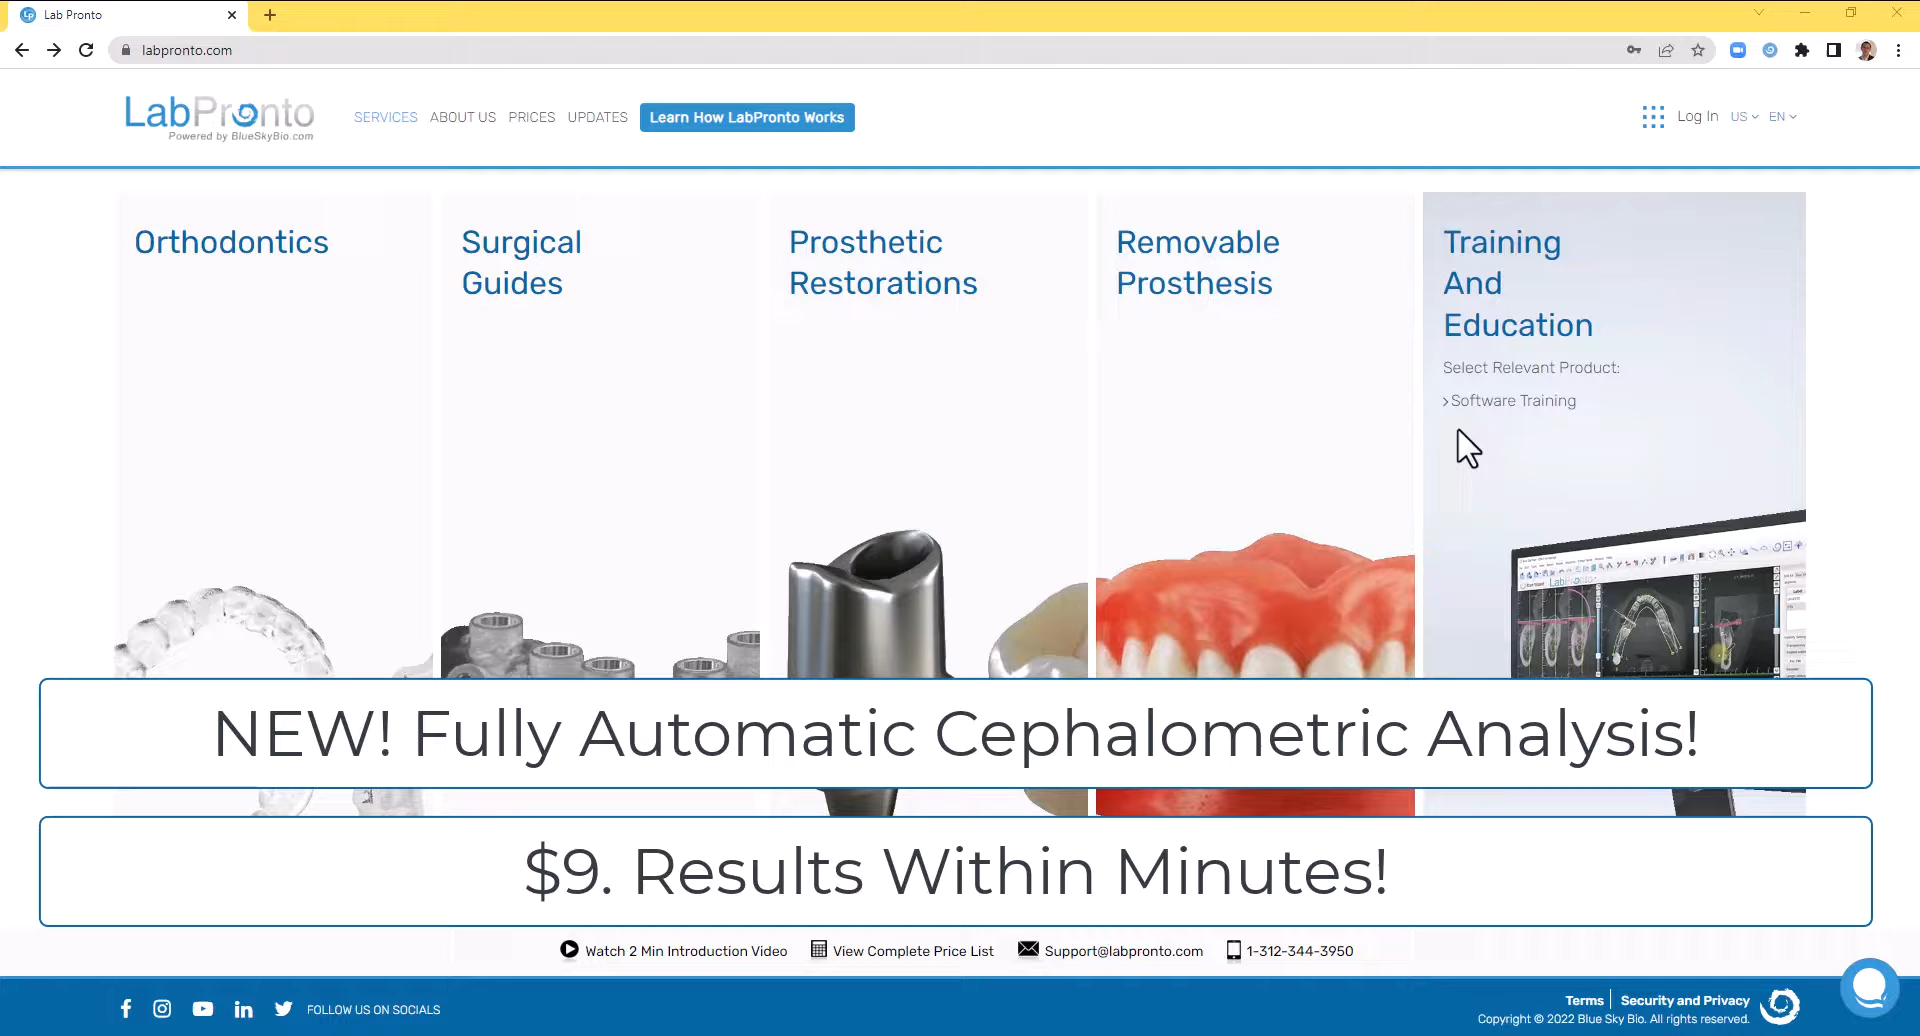 Lab Pronto
labpronto.com
LabPronto
Powered by BlueSkyBio.com
SERVICES ABOUT US PRICES UPDATES Learn How LabPronto Works
Log In US EN
Orthodontics
Surgical
Guides
Prosthetic
Restorations
Removable
Prosthesis
Training
And
Education
Select Relevant Product:
Software Training
NEW! Fully Automatic Cephalometric Analysis!
$9. Results Within Minutes!
Watch 2 Min Introduction Video View Complete Price List Support@labpronto.com 1-312-344-3950
FOLLOW US ON SOCIALS
Terms Security and Privacy
Copyright © 2022 Blue Sky Bio. All rights reserved.